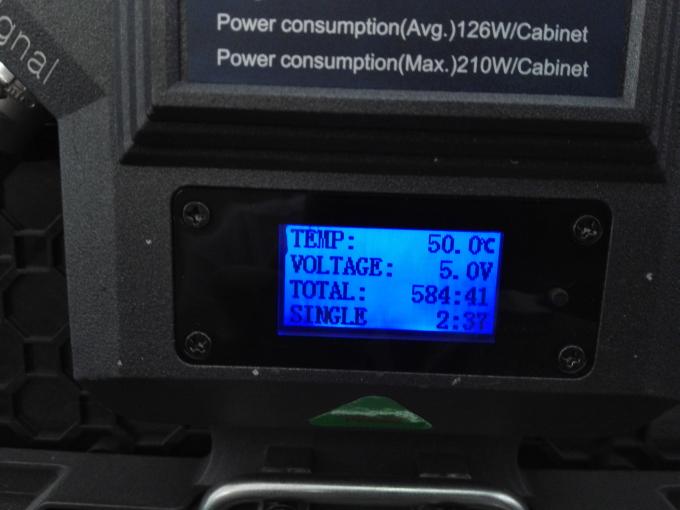 gnal
Power consumption(Avg.)126W/Cabinet
Power consumption(Max.)210W/Cabinet
TEMP: 50.0℃
VOLTAGE: 5.0V
TOTAL: 584:41
SINGLE 2:37